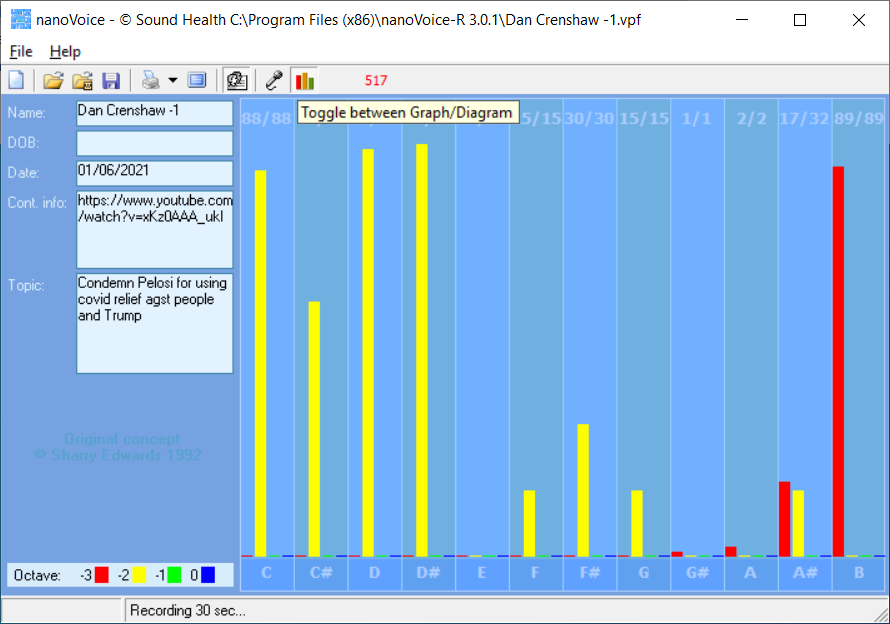 nanoVoice - © Sound Health C:\Program Files (x86)\nanoVoice-R 3.0.1\Dan Crenshaw -1.vpf
File Help
517
Toggle between Graph/Diagram
Name: Dan Crenshaw -1
DOB:
Date: 01/06/2021
Cont. info: https://www.youtube.com
/watch?v=xKz0AAA_ukI
Topic: Condemn Pelosi for using
covid relief agst people
and Trump
Original concept
© Sharry Edwards 1992
Octave: -3 -2 -1 0
88/88 5/15 30/30 15/15 1/1 2/2 17/32 89/89
C C# D D# E F F# G G# A A# B
Recording 30 sec...